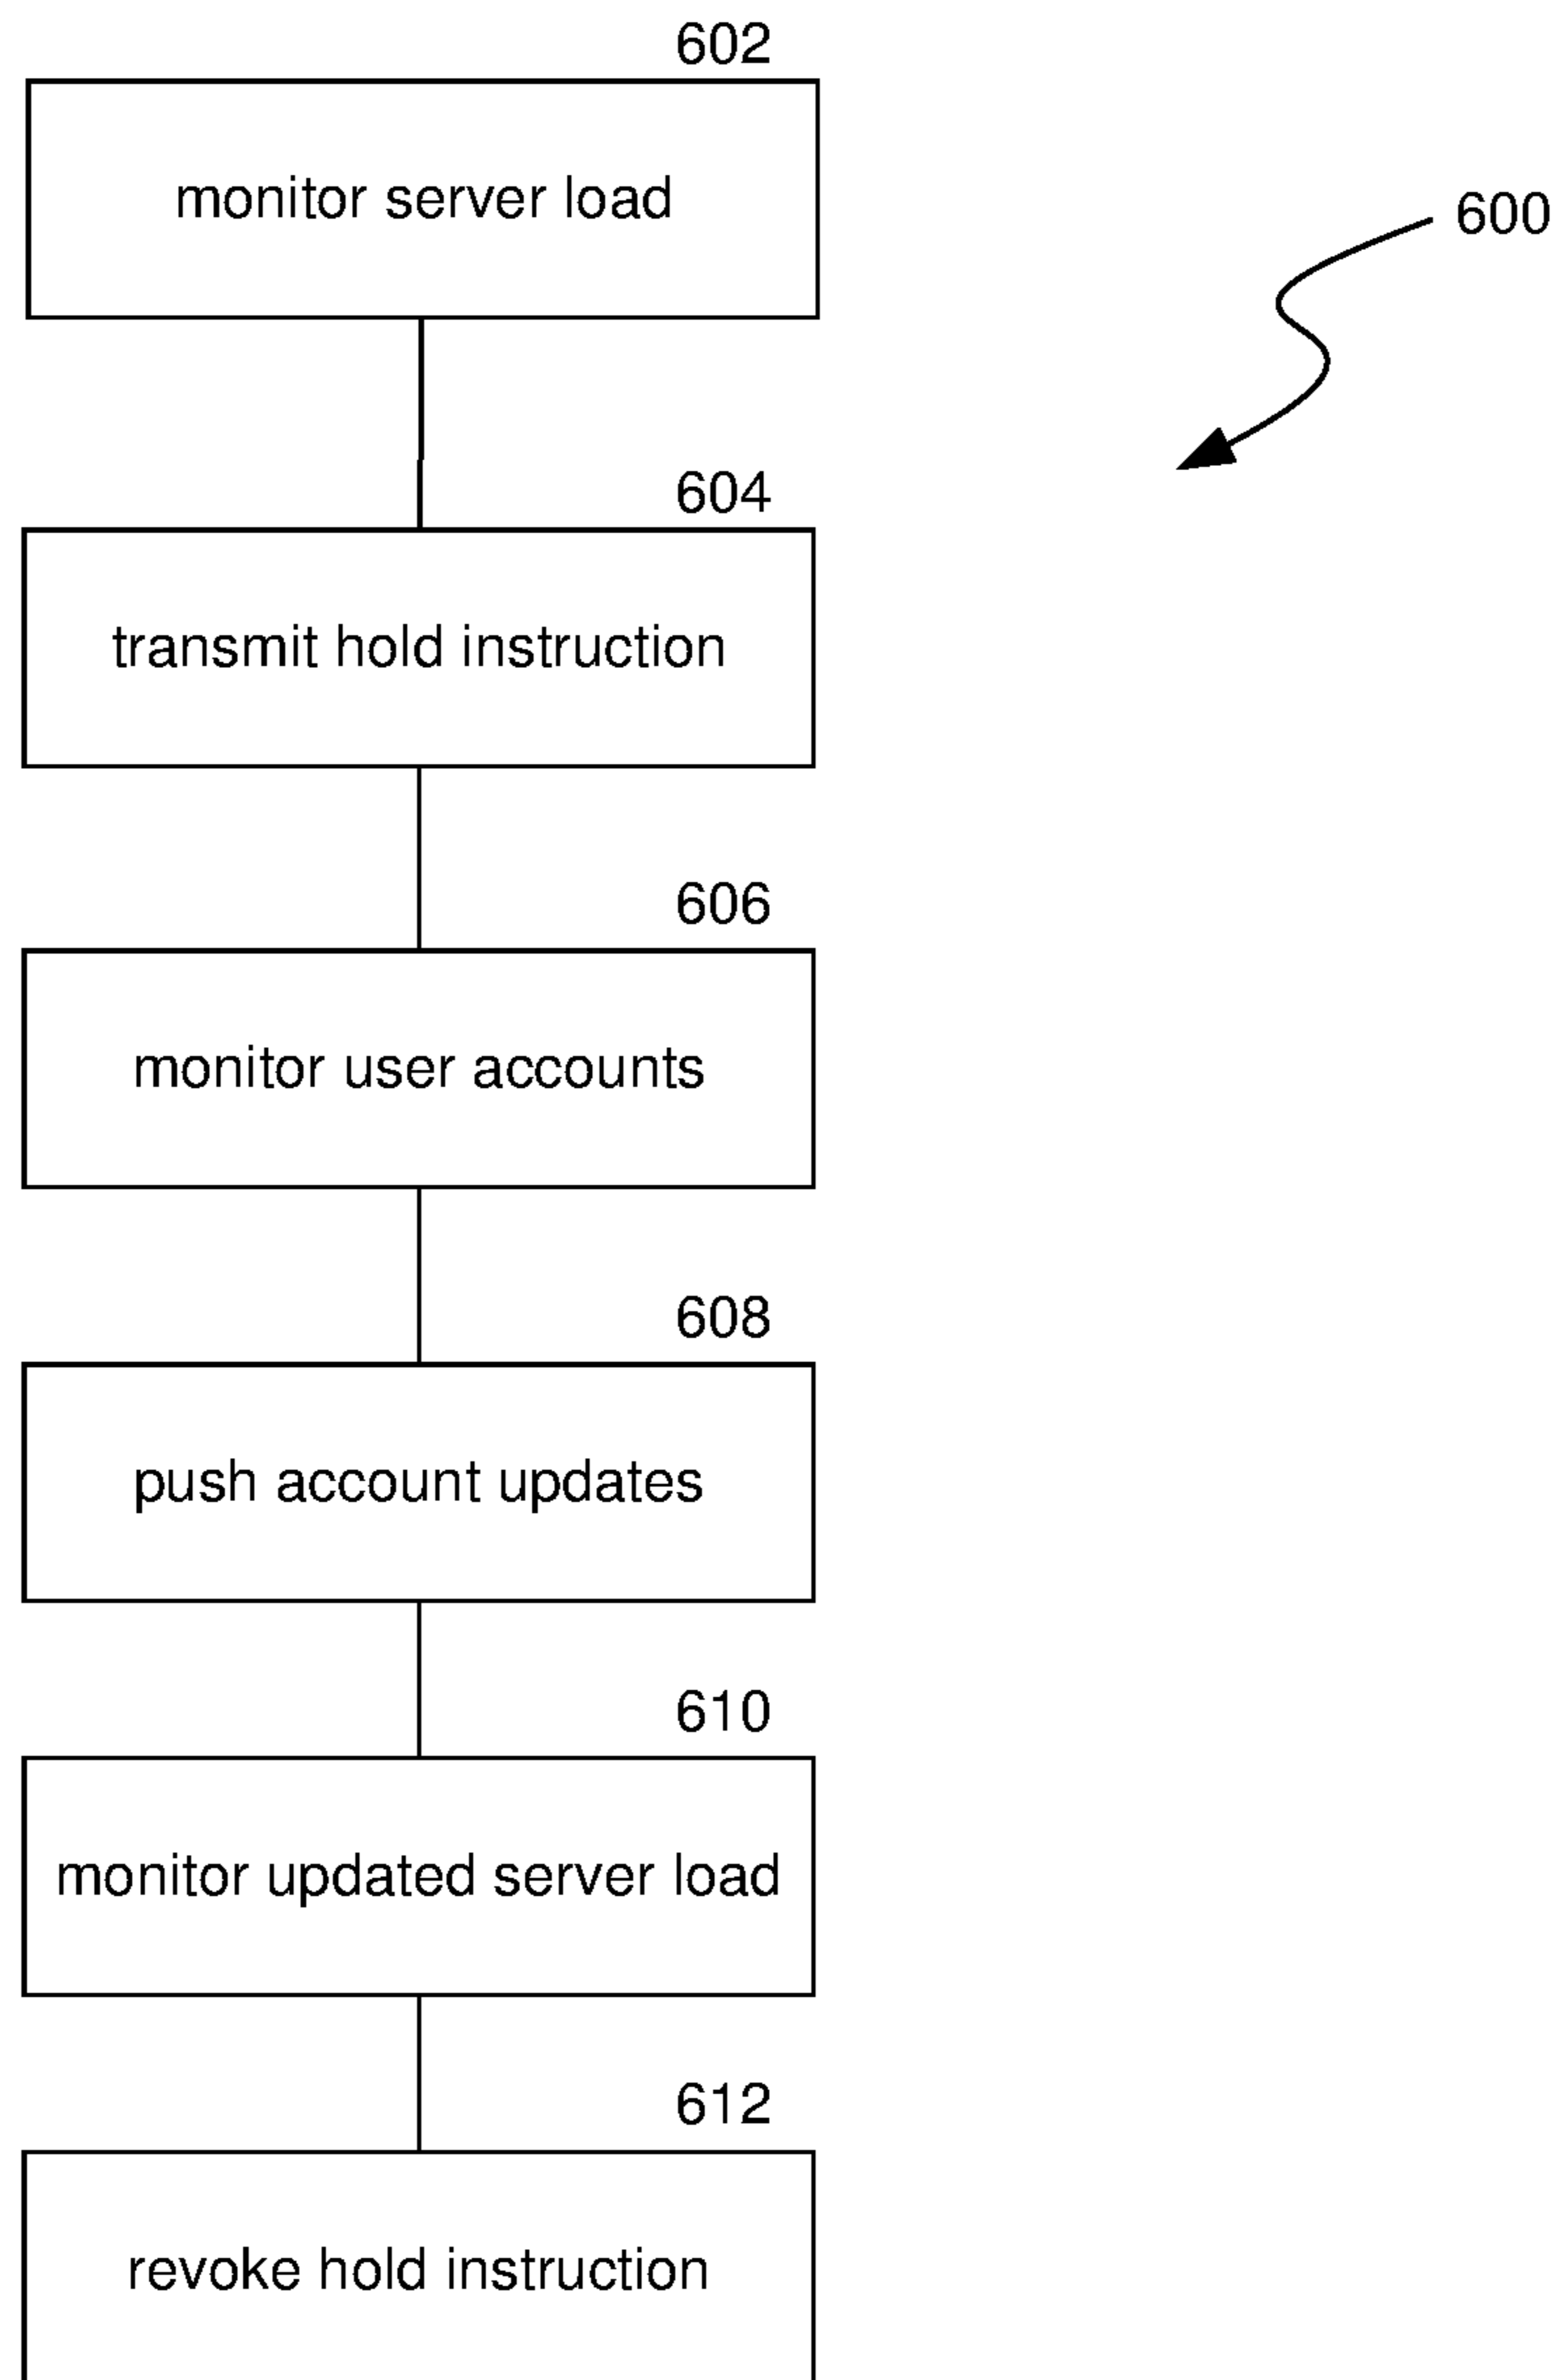 602
monitor server load
600
604
transmit hold instruction
606
monitor user accounts
608
push account updates
610
monitor updated server load
612
revoke hold instruction